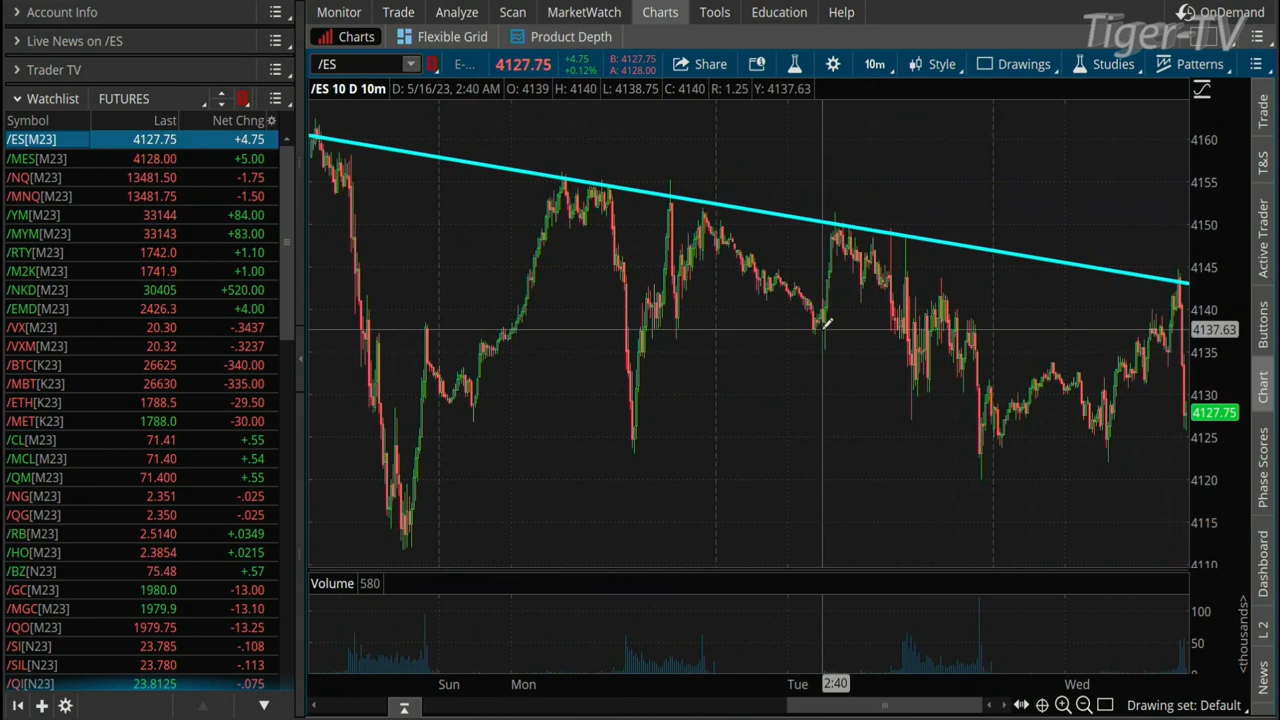 Account Info
Live News on /ES
Trader TV
Watchlist FUTURES
Symbol Last Net Chng
/ES[M23] 4127.75 +4.75
/MES[M23] 4128.00 +5.00
/NQ[M23] 13481.50 -1.75
/MNQ[M23] 13481.75 -1.50
/YM[M23] 33144 +84.00
/MYM[M23] 33143 +83.00
/RTY[M23] 1742.0 +1.10
/M2K[M23] 1741.9 +1.00
/NKD[M23] 30405 +520.00
/EMD[M23] 2426.3 +4.00
/VX[M23] 20.30 -.3437
/VXM[M23] 20.32 -.3237
/BTC[K23] 26625 -340.00
/MBT[K23] 26630 -335.00
/ETH[K23] 1788.5 -29.50
/MET[K23] 1788.0 -30.00
/CL[M23] 71.41 +.55
/MCL[M23] 71.40 +.54
/QM[M23] 71.400 +.55
/NG[M23] 2.351 -.025
/QG[M23] 2.350 -.025
/RB[M23] 2.5140 +.0349
/HO[M23] 2.3854 +.0215
/BZ[N23] 75.48 +.57
/GC[M23] 1980.0 -13.00
/MGC[M23] 1979.9 -13.10
/QO[M23] 1979.75 -13.25
/SI[N23] 23.785 -.108
/SIL[N23] 23.780 -.113
/QI[N23] 23.8125 -.075
Monitor Trade Analyze Scan MarketWatch Charts Tools Education Help OnDemand
Tiger-TV
Charts Flexible Grid Product Depth
/ES E-... 4127.75 +4.75 +0.12% B: 4127.75 A: 4128.00 Share 10m Style Drawings Studies Patterns
/ES 10 D 10m D: 5/16/23, 2:40 AM O: 4139 H: 4140 L: 4138.75 C: 4140 R: 1.25 Y: 4137.63
4160
4155
4150
4145
4140
4137.63
4135
4130
4127.75
4125
4120
4115
4110
Volume 580
100
50
<thousands>
Sun Mon Tue 2:40 Wed
Drawing set: Default
Trade
T&S
Active Trader
Buttons
Chart
Phase Scores
Dashboard
L 2
News